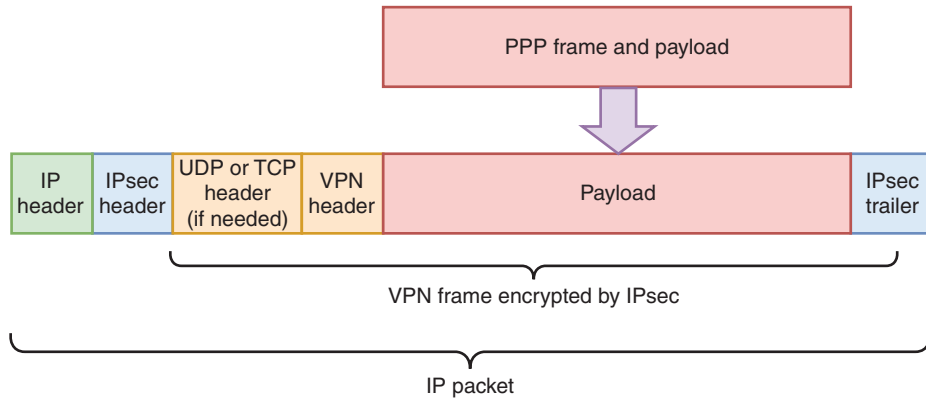 PPP frame and payload
IP
header
IPsec
header
UDP or TCP
header
(if needed)
VPN
header
Payload
IPsec
trailer
VPN frame encrypted by IPsec
IP packet